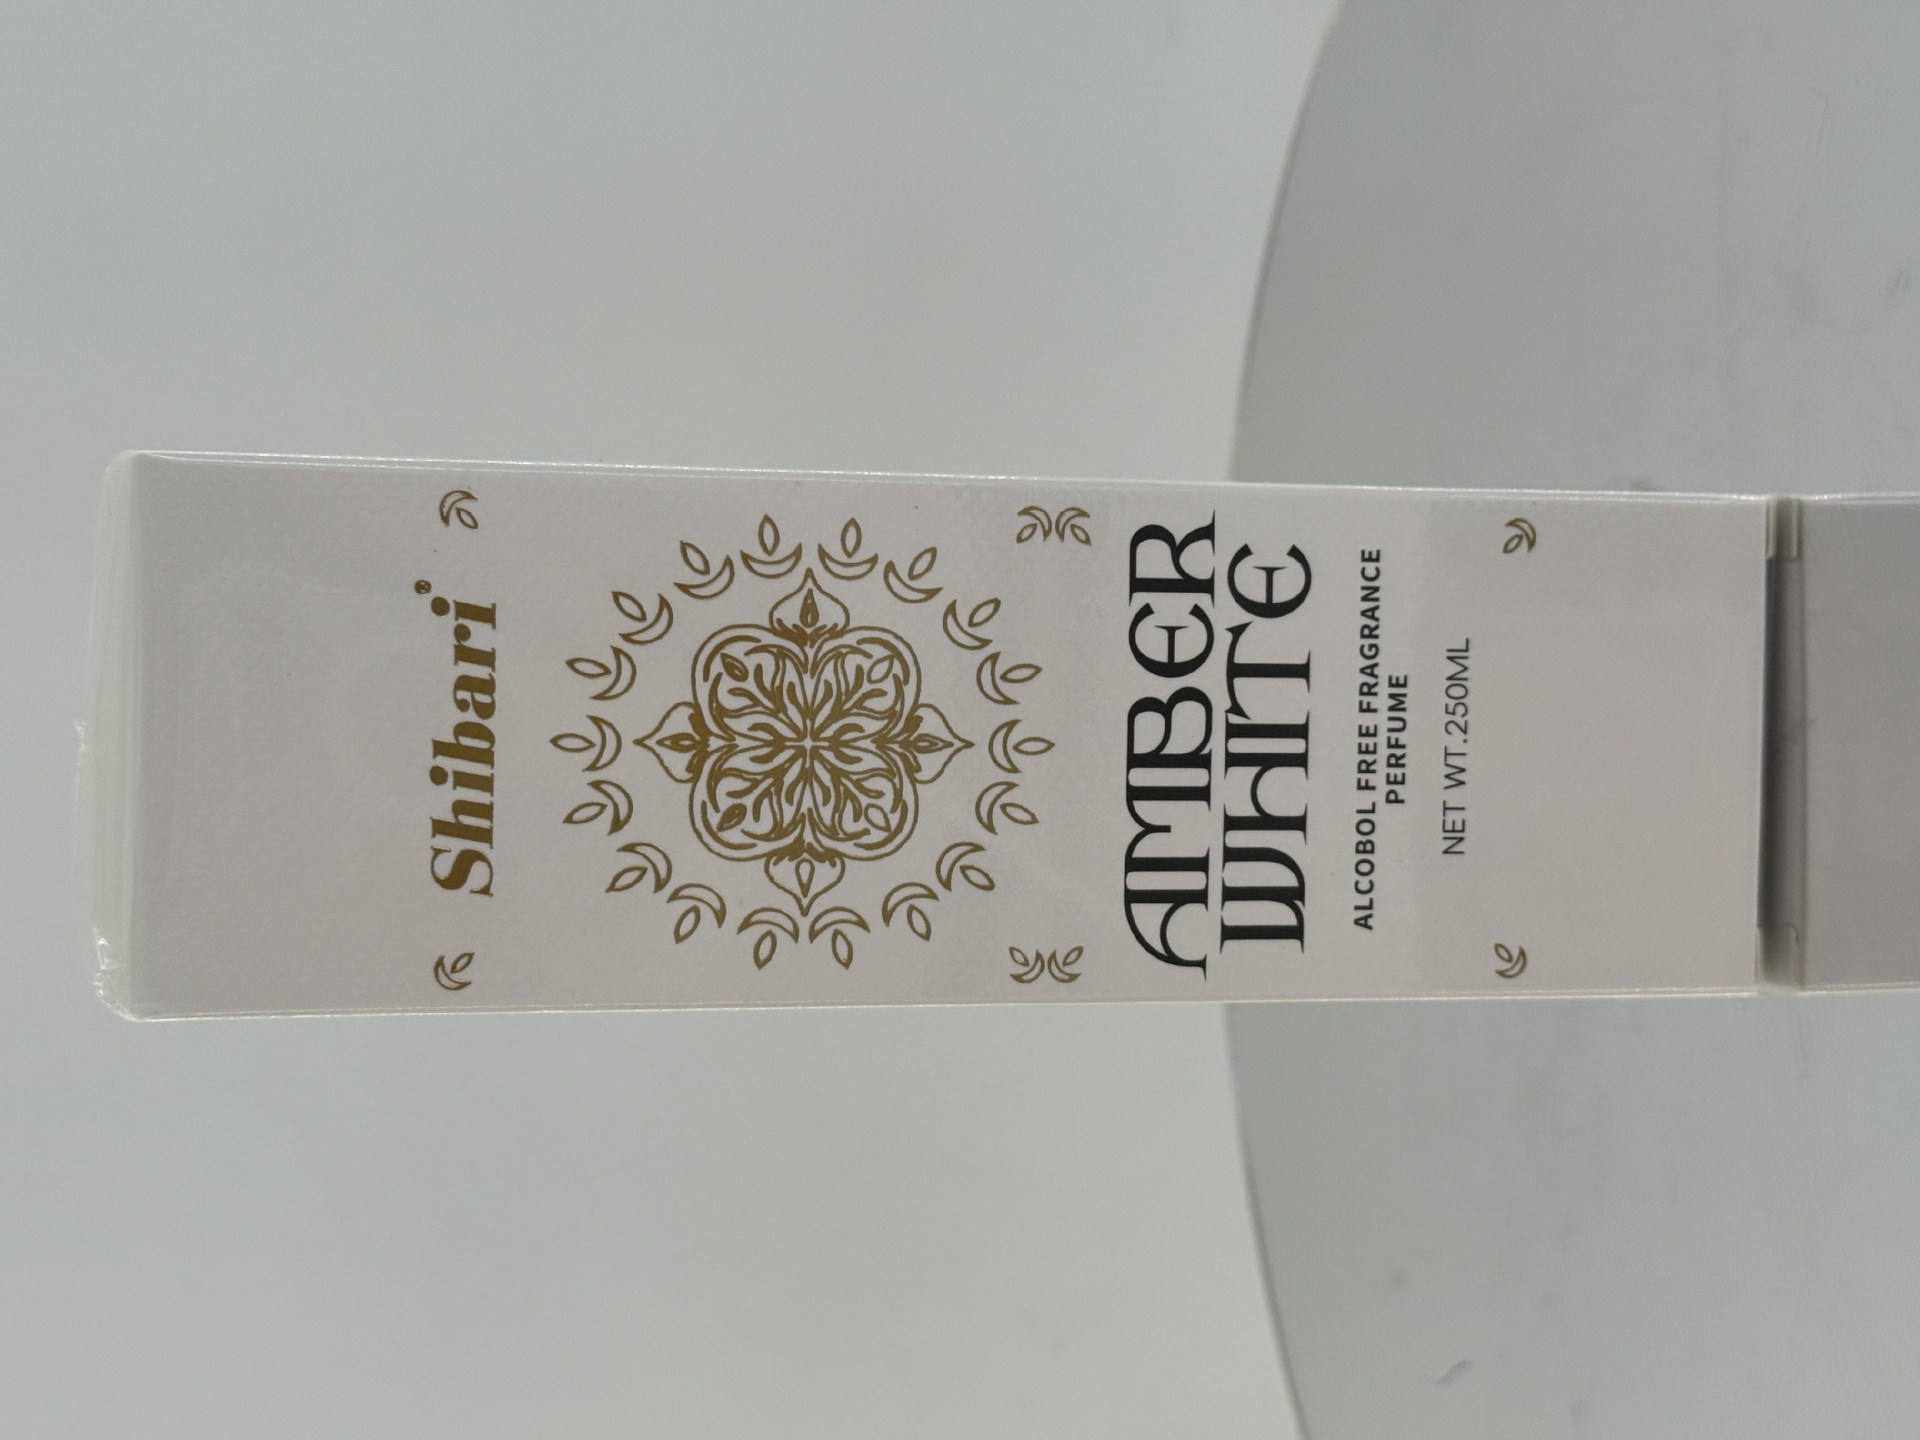 Shibari®
AMBER
WHITE
ALCOBOL FREE FRAGRANCE
PERFUME
NET WT.250ML